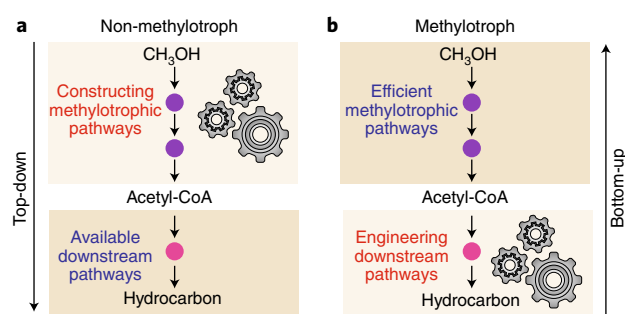 a
Non-methylotroph
CH₃OH
Constructing
methylotrophic
pathways
Acetyl-CoA
Available
downstream
pathways
Hydrocarbon
Top-down
b
Methylotroph
CH₃OH
Efficient
methylotrophic
pathways
Acetyl-CoA
Engineering
downstream
pathways
Hydrocarbon
Bottom-up